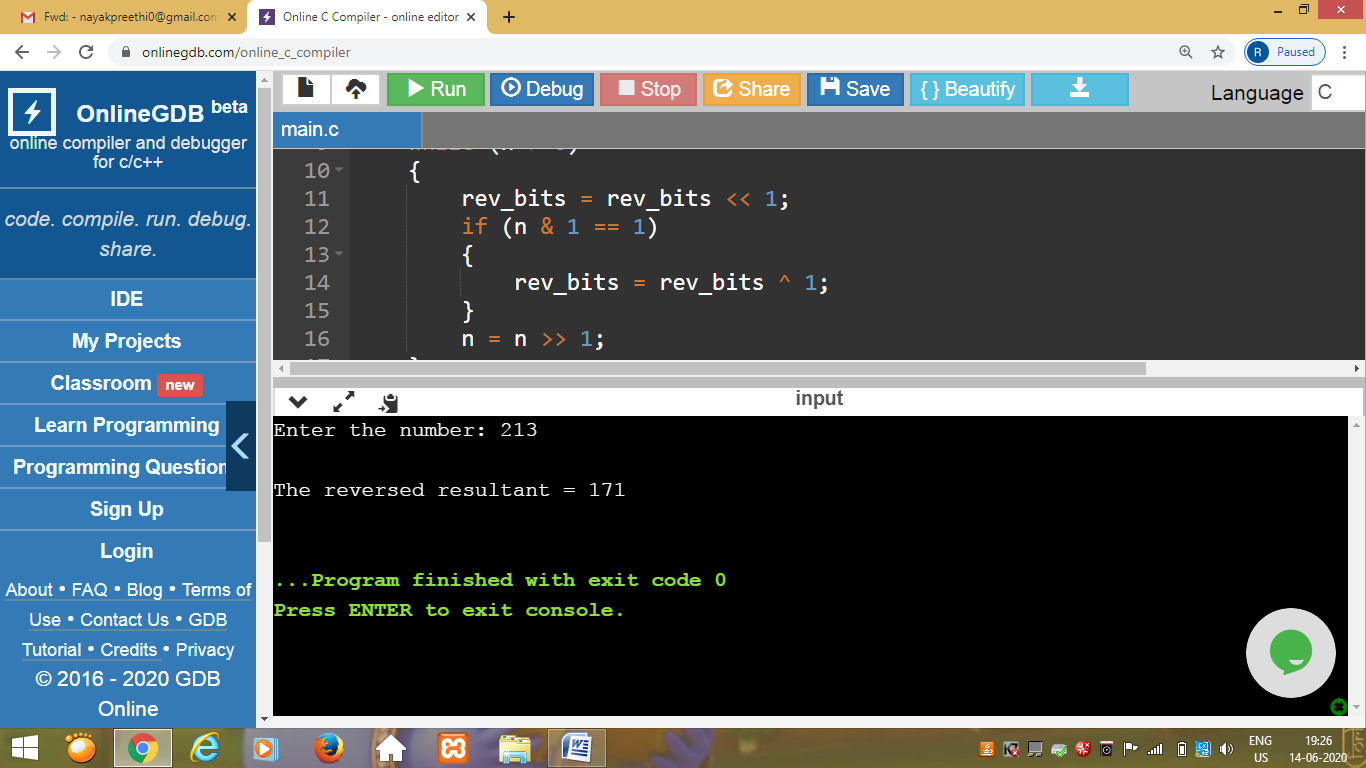 Fwd: - nayakpreethi0@gmail.com
Online C Compiler - online editor
onlinegdb.com/online_c_compiler
R Paused
OnlineGDB beta
online compiler and debugger
for c/c++
code. compile. run. debug.
share.
IDE
My Projects
Classroom new
Learn Programming
Programming Question
Sign Up
Login
About • FAQ • Blog • Terms of
Use • Contact Us • GDB
Tutorial • Credits • Privacy
© 2016 - 2020 GDB
Online
Run Debug Stop Share Save { } Beautify Language C
main.c
10 {
11 rev_bits = rev_bits << 1;
12 if (n & 1 == 1)
13 {
14 rev_bits = rev_bits ^ 1;
15 }
16 n = n >> 1;
input
Enter the number: 213
The reversed resultant = 171
...Program finished with exit code 0
Press ENTER to exit console.
ENG
US
19:26
14-06-2020